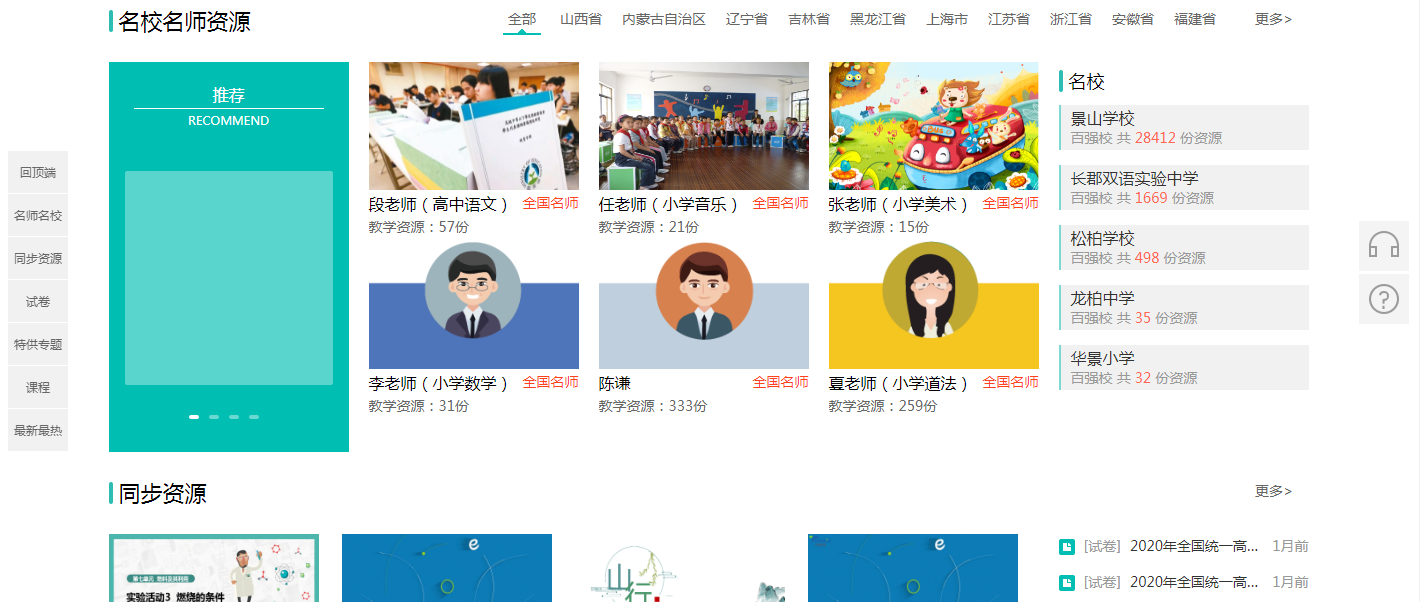 名校名师资源
全部 山西省 内蒙古自治区 辽宁省 吉林省 黑龙江省 上海市 江苏省 浙江省 安徽省 福建省 更多>
推荐
RECOMMEND
段老师（高中语文） 全国名师
教学资源：57份
任老师（小学音乐） 全国名师
教学资源：21份
张老师（小学美术） 全国名师
教学资源：15份
李老师（小学数学） 全国名师
教学资源：31份
陈谦 全国名师
教学资源：333份
夏老师（小学道法） 全国名师
教学资源：259份
名校
景山学校
百强校 共 28412 份资源
长郡双语实验中学
百强校 共 1669 份资源
松柏学校
百强校 共 498 份资源
龙柏中学
百强校 共 35 份资源
华景小学
百强校 共 32 份资源
回顶端
名师名校
同步资源
试卷
特供专题
课程
最新最热
同步资源
更多>
第七单元 燃料及其利用
实验活动3 燃烧的条件
山行
[试卷] 2020年全国统一高... 1月前
[试卷] 2020年全国统一高... 1月前